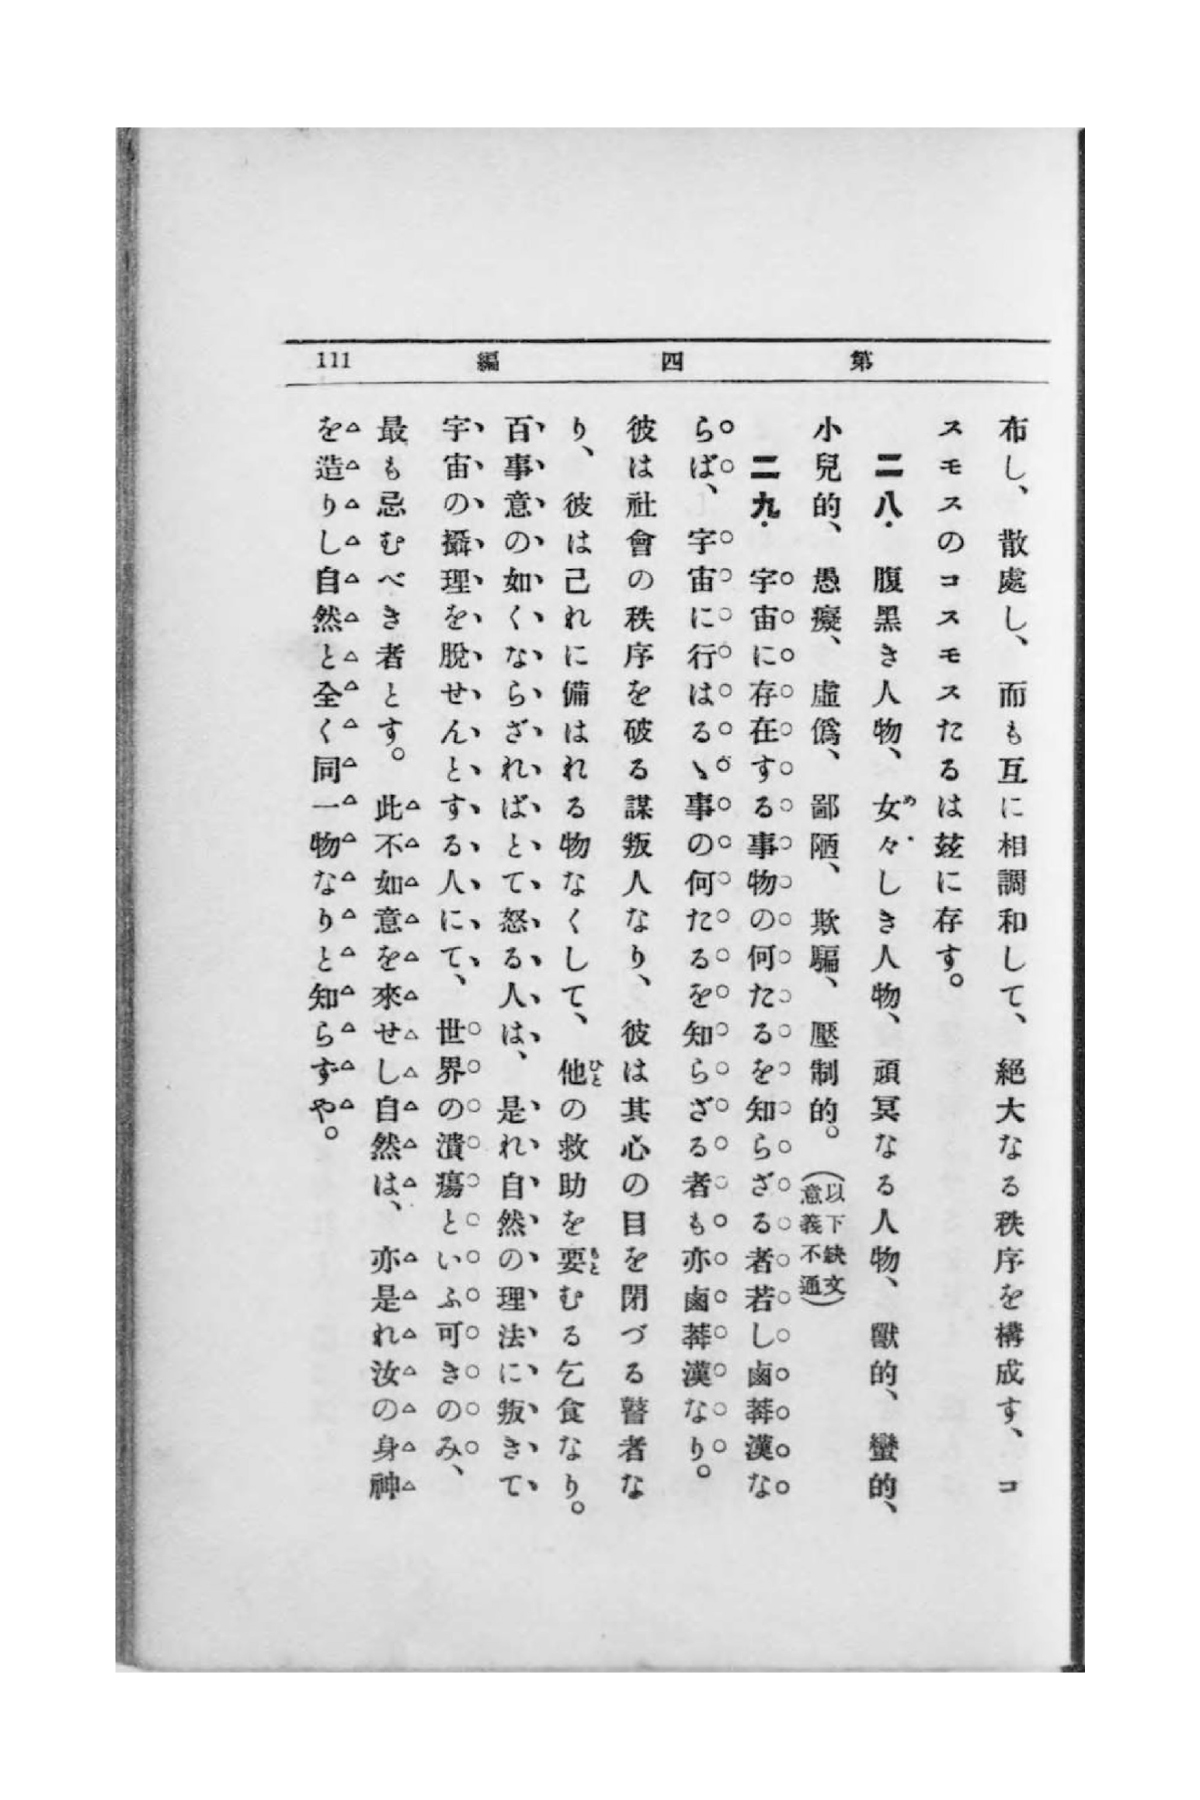 第四編 111
布し、散處し、而も互に相調和して、絕大なる秩序を構成す、コ
スモスのコスモスたるは玆に存す。
二八. 腹黑き人物、女々しき人物、頑冥なる人物、獸的、蠻的、
小兒的、愚癡、虛僞、鄙陋、欺騙、壓制的。(以下缺文意義不通)
二九. 宇宙に存在する事物の何たるを知らざる者若し鹵莽漢な
らば、宇宙に行はるゝ事の何たるを知らざる者も亦鹵莽漢なり。
彼は社會の秩序を破る謀叛人なり、彼は其心の目を閉づる瞽者な
り、彼は己れに備はれる物なくして、他の救助を要むる乞食なり。
百事意の如くならざればとて怒る人は、是れ自然の理法に叛きて
宇宙の攝理を脫せんとする人にて、世界の潰瘍といふ可きのみ、
最も忌むべき者とす。此不如意を來せし自然は、亦是れ汝の身神
を造りし自然と全く同一物なりと知らずや。